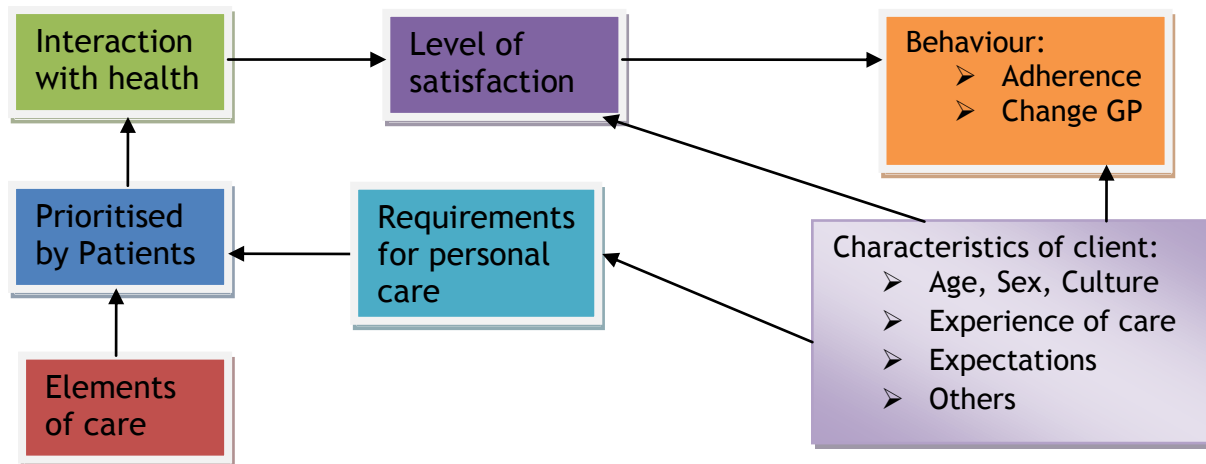 Interaction
with health
Level of
satisfaction
Behaviour:
➢ Adherence
➢ Change GP
Prioritised
by Patients
Requirements
for personal
care
Characteristics of client:
➢ Age, Sex, Culture
➢ Experience of care
➢ Expectations
➢ Others
Elements
of care